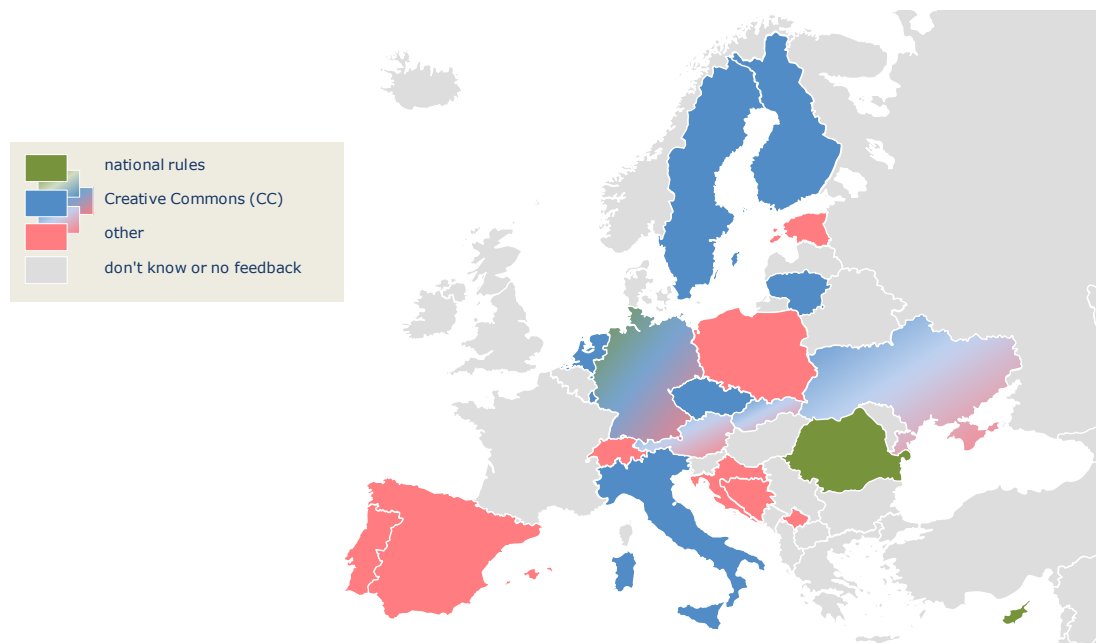 national rules
Creative Commons (CC)
other
don't know or no feedback